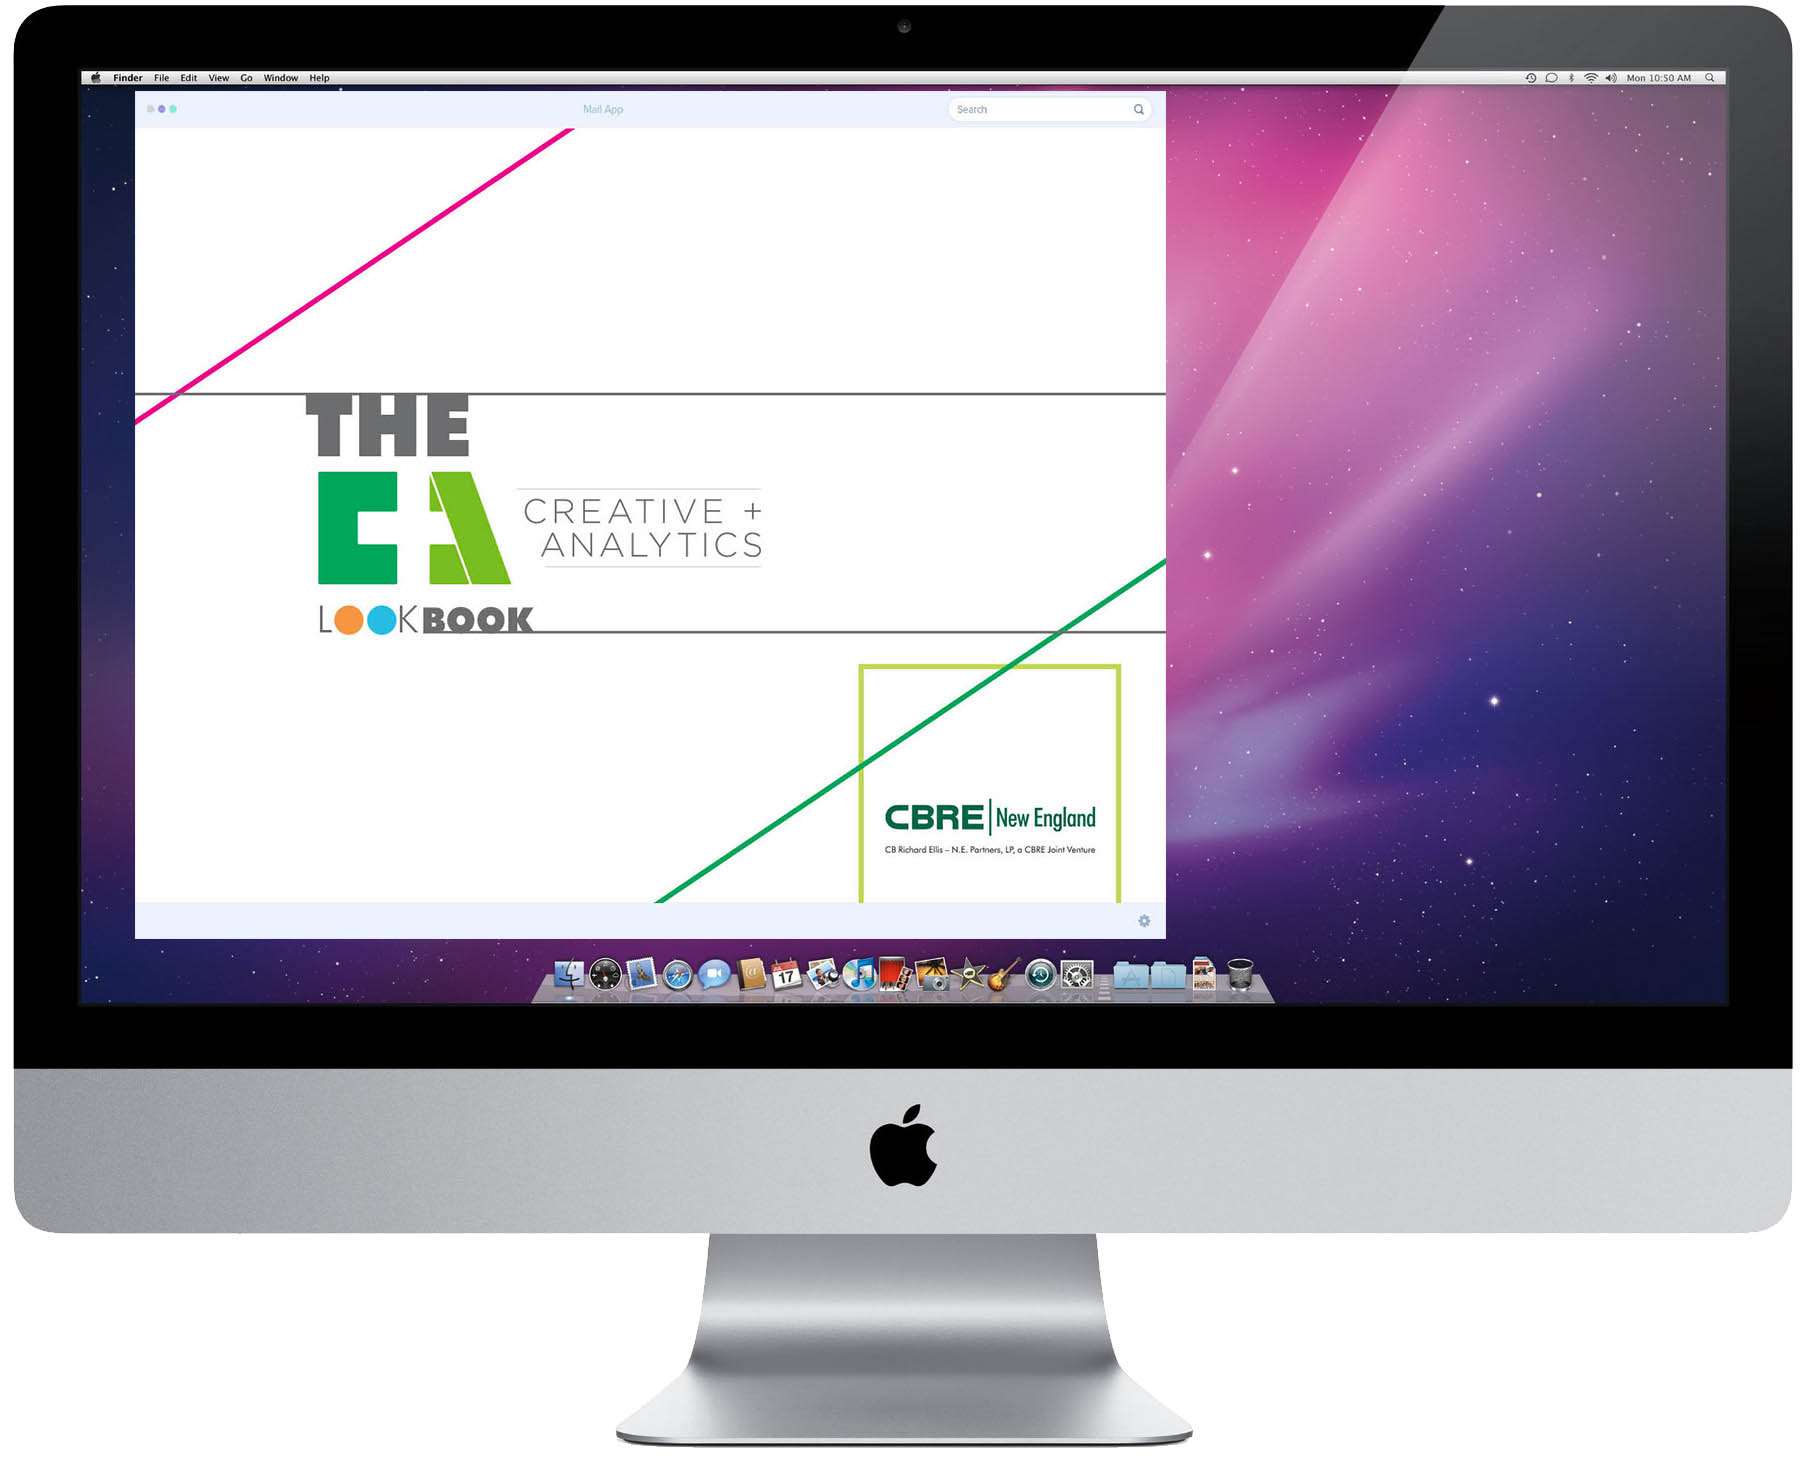 Finder File Edit View Go Window Help
Mon 10:50 AM
Mail App
Search
THE
CA
CREATIVE +
ANALYTICS
LOOKBOOK
CBRE New England
CB Richard Ellis – N.E. Partners, LP, a CBRE Joint Venture
17